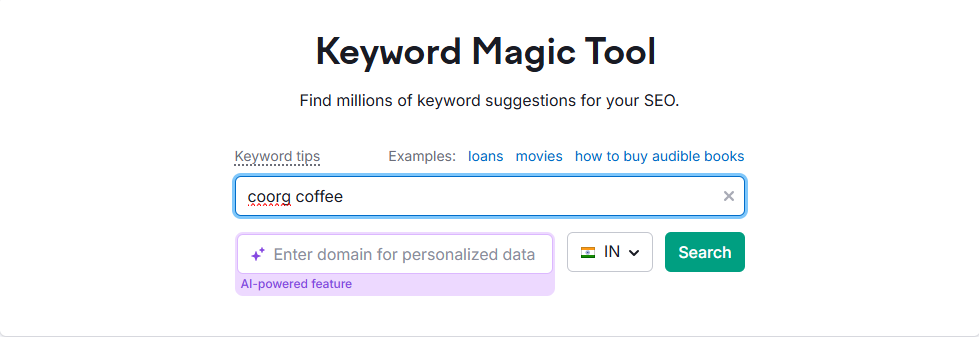 Keyword Magic Tool
Find millions of keyword suggestions for your SEO.
Keyword tips Examples: loans movies how to buy audible books
coorg coffee
Enter domain for personalized data IN Search
AI-powered feature